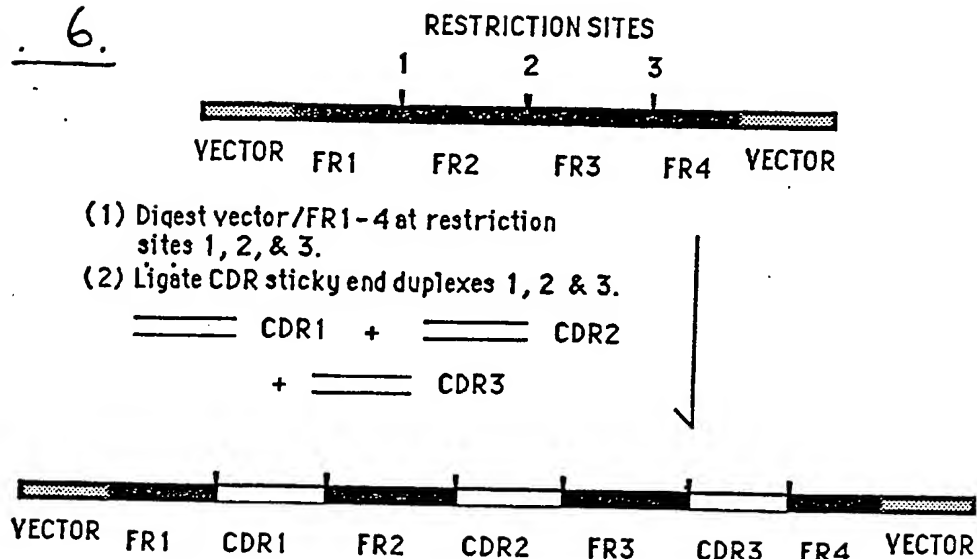 . 6.
RESTRICTION SITES
1 2 3
VECTOR FR1 FR2 FR3 FR4 VECTOR
(1) Digest vector/FR1-4 at restriction
sites 1, 2, & 3.
(2) Ligate CDR sticky end duplexes 1, 2 & 3.
CDR1 + CDR2
+ CDR3
VECTOR FR1 CDR1 FR2 CDR2 FR3 CDR3 FR4 VECTOR